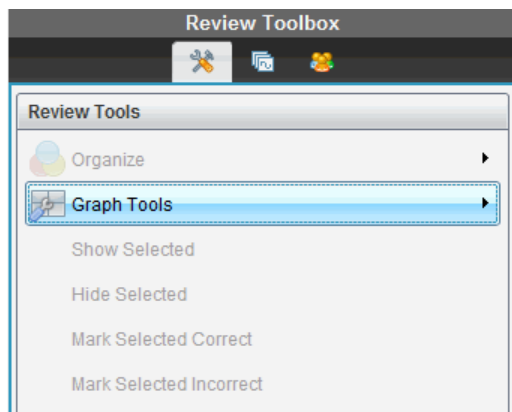 Review Toolbox
Review Tools
Organize
Graph Tools
Show Selected
Hide Selected
Mark Selected Correct
Mark Selected Incorrect